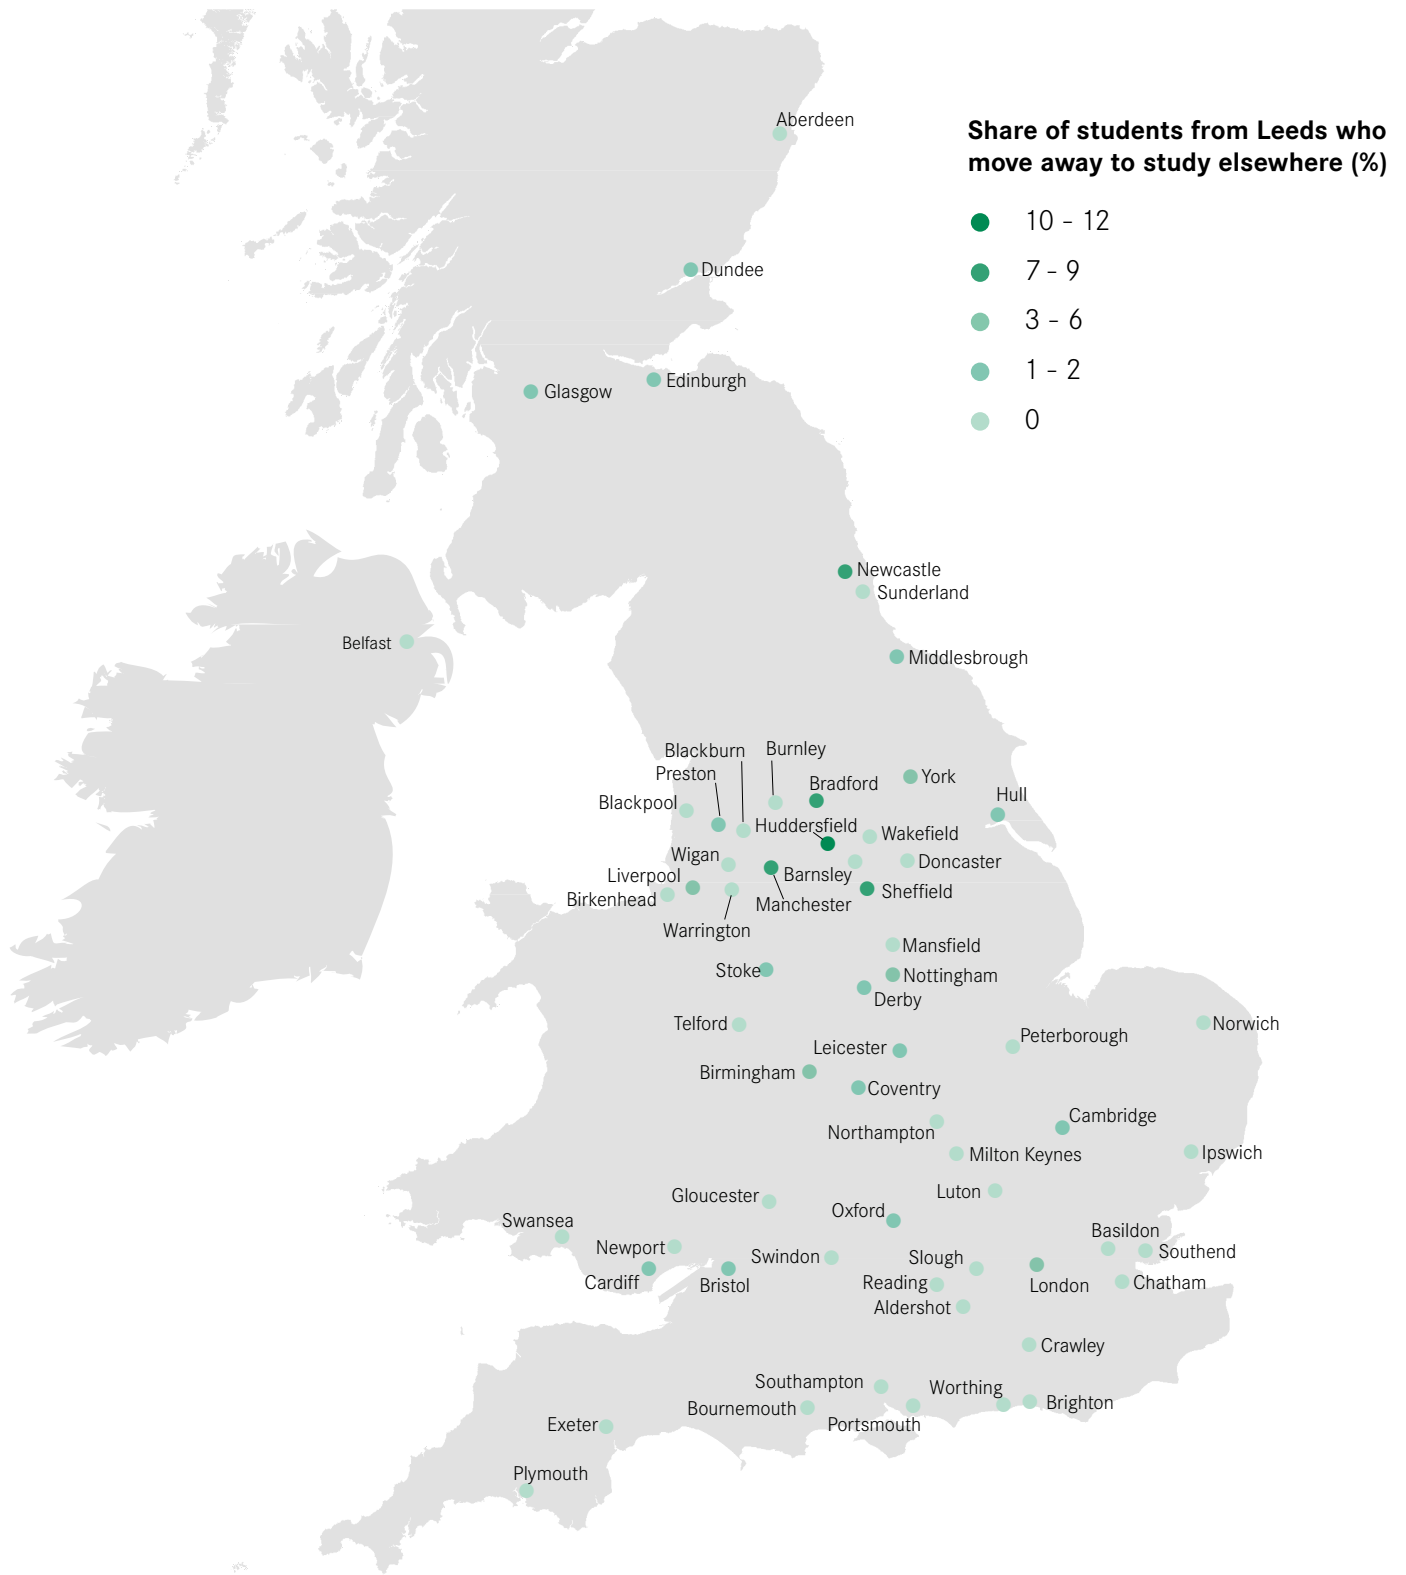 Aberdeen
Share of students from Leeds who
move away to study elsewhere (%)
10 - 12
7 - 9
3 - 6
1 - 2
0
Dundee
Edinburgh
Glasgow
Newcastle
Sunderland
Belfast
Middlesbrough
Blackburn
Burnley
Preston
Bradford
York
Blackpool
Hull
Huddersfield
Wakefield
Wigan
Doncaster
Liverpool
Barnsley
Sheffield
Birkenhead
Manchester
Warrington
Mansfield
Stoke
Nottingham
Derby
Telford
Norwich
Peterborough
Leicester
Birmingham
Coventry
Cambridge
Northampton
Milton Keynes
Ipswich
Luton
Gloucester
Oxford
Swansea
Basildon
Newport
Swindon
Slough
Southend
Cardiff
Bristol
Reading
London
Chatham
Aldershot
Crawley
Southampton
Worthing
Bournemouth
Brighton
Exeter
Portsmouth
Plymouth